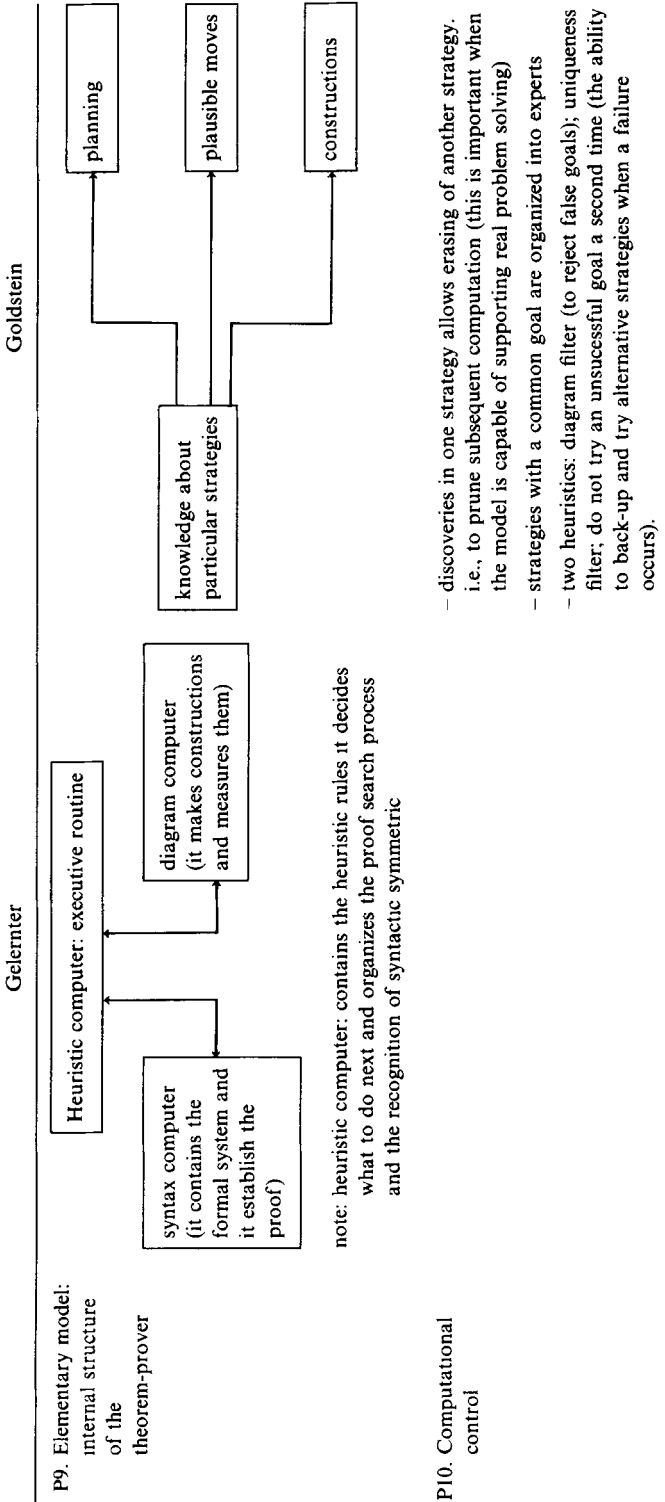 Gelernter
Goldstein
P9. Elementary model:
internal structure
of the
theorem-prover
Heuristic computer: executive routine
syntax computer
(it contains the
formal system and
it establish the
proof)
diagram computer
(it makes constructions
and measures them)
note: heuristic computer: contains the heuristic rules it decides
what to do next and organizes the proof search process
and the recognition of syntactic symmetric
knowledge about
particular strategies
planning
plausible moves
constructions
P10. Computational
control
– discoveries in one strategy allows erasing of another strategy.
i.e., to prune subsequent computation (this is important when
the model is capable of supporting real problem solving)
– strategies with a common goal are organized into experts
– two heuristics: diagram filter (to reject false goals); uniqueness
filter; do not try an unsucessful goal a second time (the ability
to back-up and try alternative strategies when a failure
occurs).